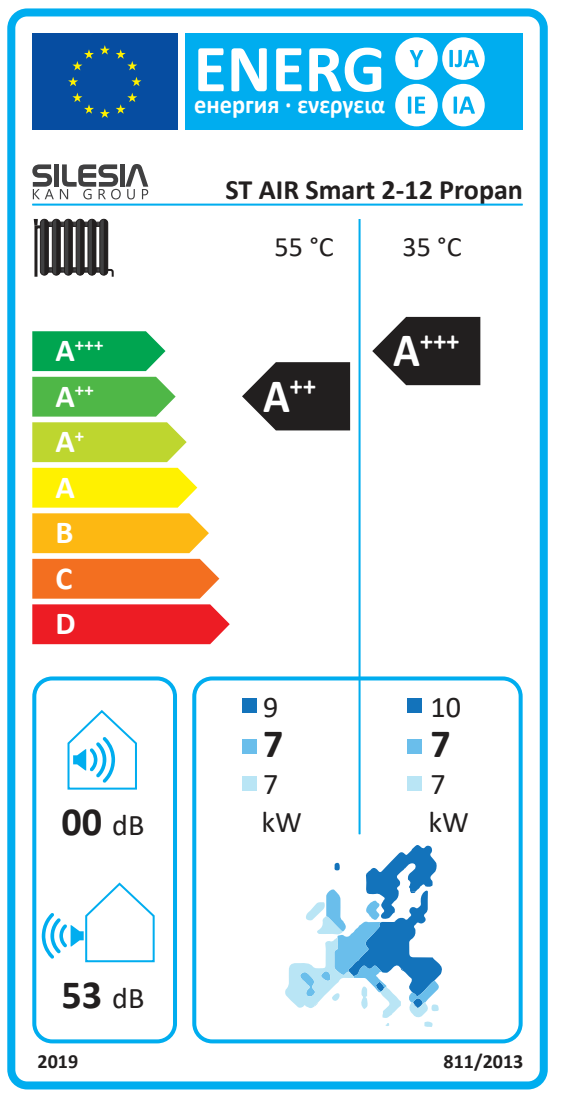 ENERG Y IJA
енергия · ενεργεια IE IA
SILESIA
KAN GROUP
ST AIR Smart 2-12 Propan
55 °C 35 °C
A+++
A++
A+
A
B
C
D
A++
A+++
00 dB
53 dB
9
7
7
kW
10
7
7
kW
2019 811/2013